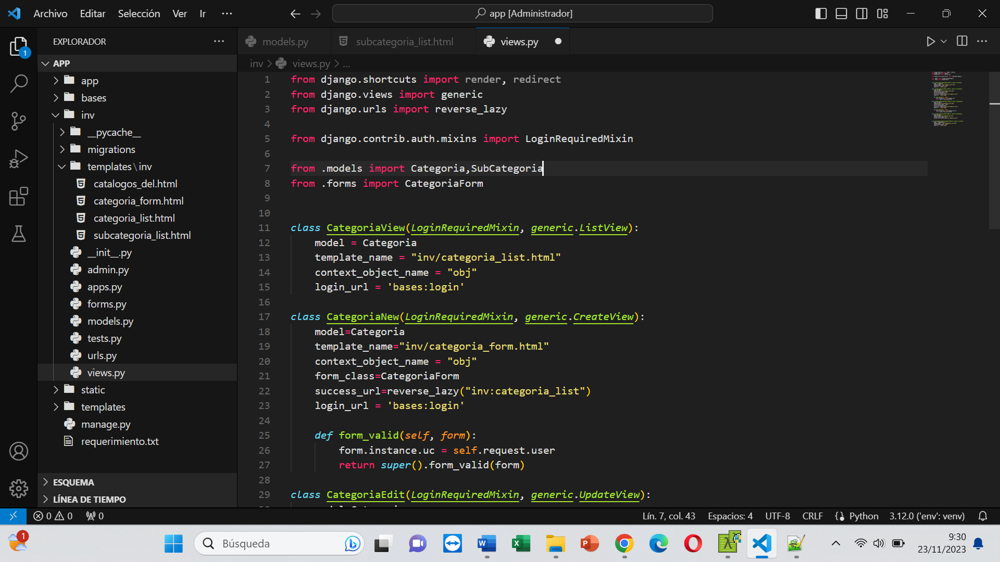 Archivo Editar Selección Ver Ir ···
app [Administrador]
EXPLORADOR
models.py subcategoria_list.html views.py
1
APP
inv > views.py > ...
app
bases
inv
__pycache__
migrations
templates\inv
catalogos_del.html
categoria_form.html
categoria_list.html
subcategoria_list.html
__init__.py
admin.py
apps.py
forms.py
models.py
tests.py
urls.py
views.py
static
templates
manage.py
requerimiento.txt
ESQUEMA
LÍNEA DE TIEMPO
1 from django.shortcuts import render, redirect
2 from django.views import generic
3 from django.urls import reverse_lazy
4
5 from django.contrib.auth.mixins import LoginRequiredMixin
6
7 from .models import Categoria,SubCategoria
8 from .forms import CategoriaForm
9
10
11 class CategoriaView(LoginRequiredMixin, generic.ListView):
12 model = Categoria
13 template_name = "inv/categoria_list.html"
14 context_object_name = "obj"
15 login_url = 'bases:login'
16
17 class CategoriaNew(LoginRequiredMixin, generic.CreateView):
18 model=Categoria
19 template_name="inv/categoria_form.html"
20 context_object_name = "obj"
21 form_class=CategoriaForm
22 success_url=reverse_lazy("inv:categoria_list")
23 login_url = 'bases:login'
24
25 def form_valid(self, form):
26 form.instance.uc = self.request.user
27 return super().form_valid(form)
28
29 class CategoriaEdit(LoginRequiredMixin, generic.UpdateView):
0 0 0
Lín. 7, col. 43 Espacios: 4 UTF-8 CRLF Python 3.12.0 ('env': venv)
1
Búsqueda
9:30
23/11/2023